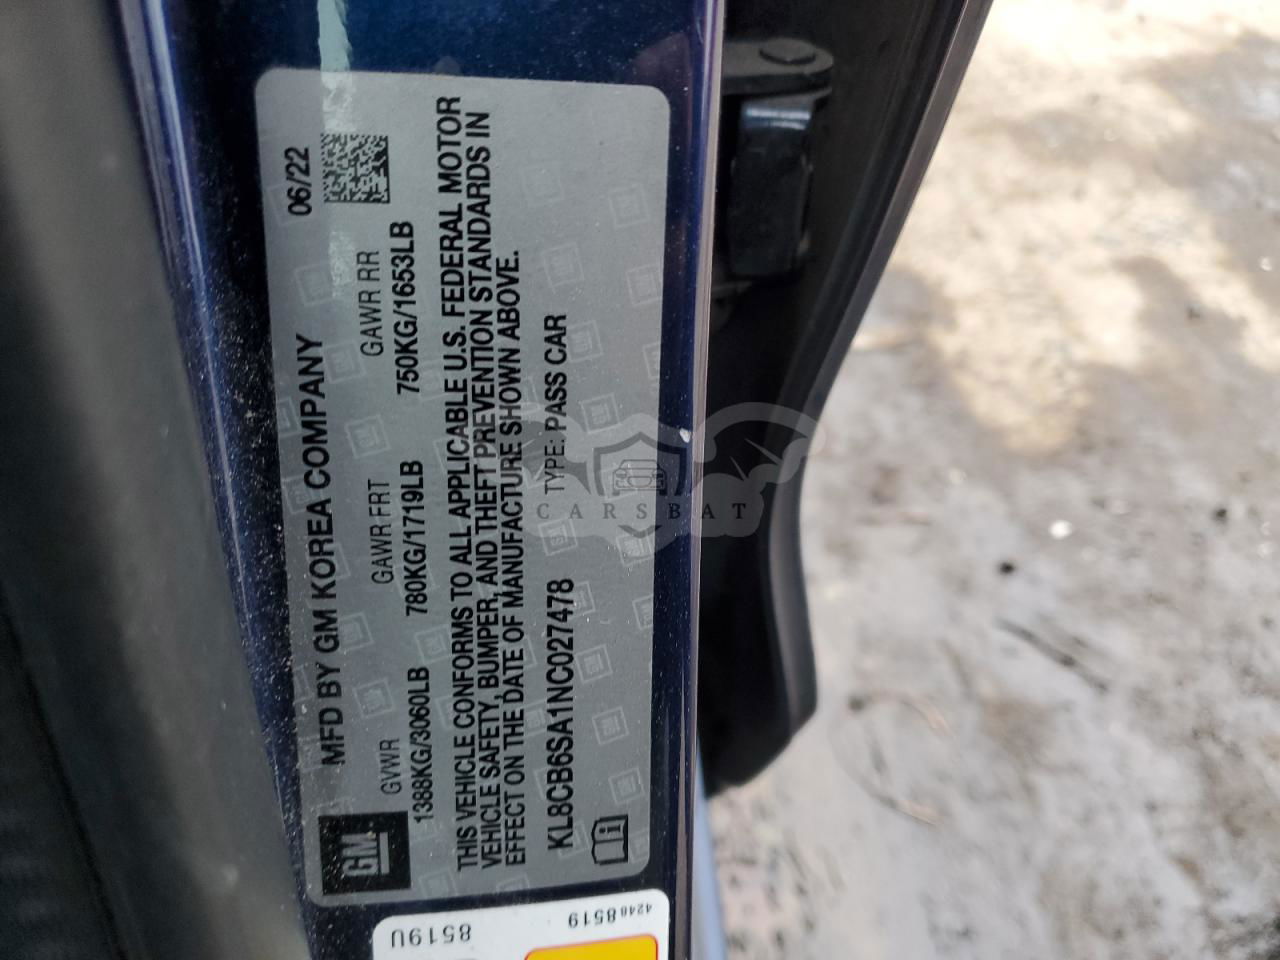 MFD BY GM KOREA COMPANY 06/22
GM
GVWR GAWR FRT GAWR RR
1388KG/3060LB 780KG/1719LB 750KG/1653LB
THIS VEHICLE CONFORMS TO ALL APPLICABLE U.S. FEDERAL MOTOR
VEHICLE SAFETY, BUMPER, AND THEFT PREVENTION STANDARDS IN
EFFECT ON THE DATE OF MANUFACTURE SHOWN ABOVE.
KL8CB6SA1NC027478 TYPE: PASS CAR
CARSBAT
8519U
42488519